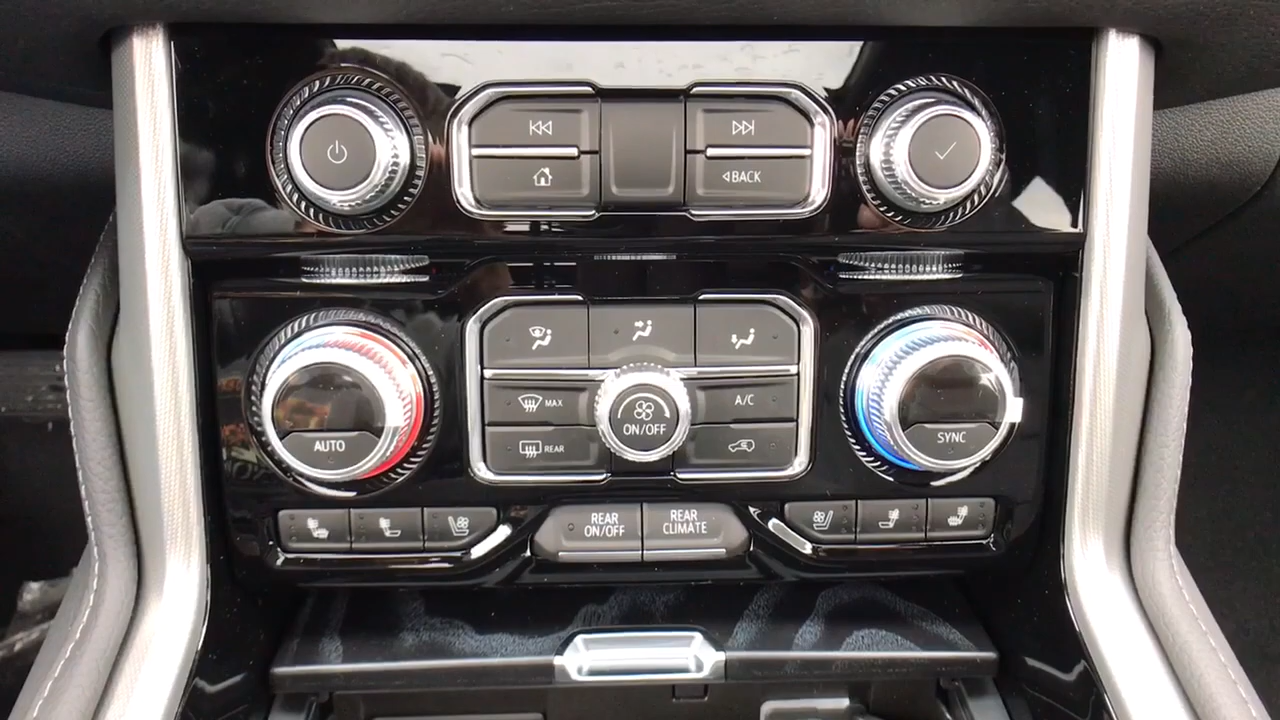 BACK
MAX
A/C
ON/OFF
REAR
AUTO
SYNC
REAR
ON/OFF
REAR
CLIMATE